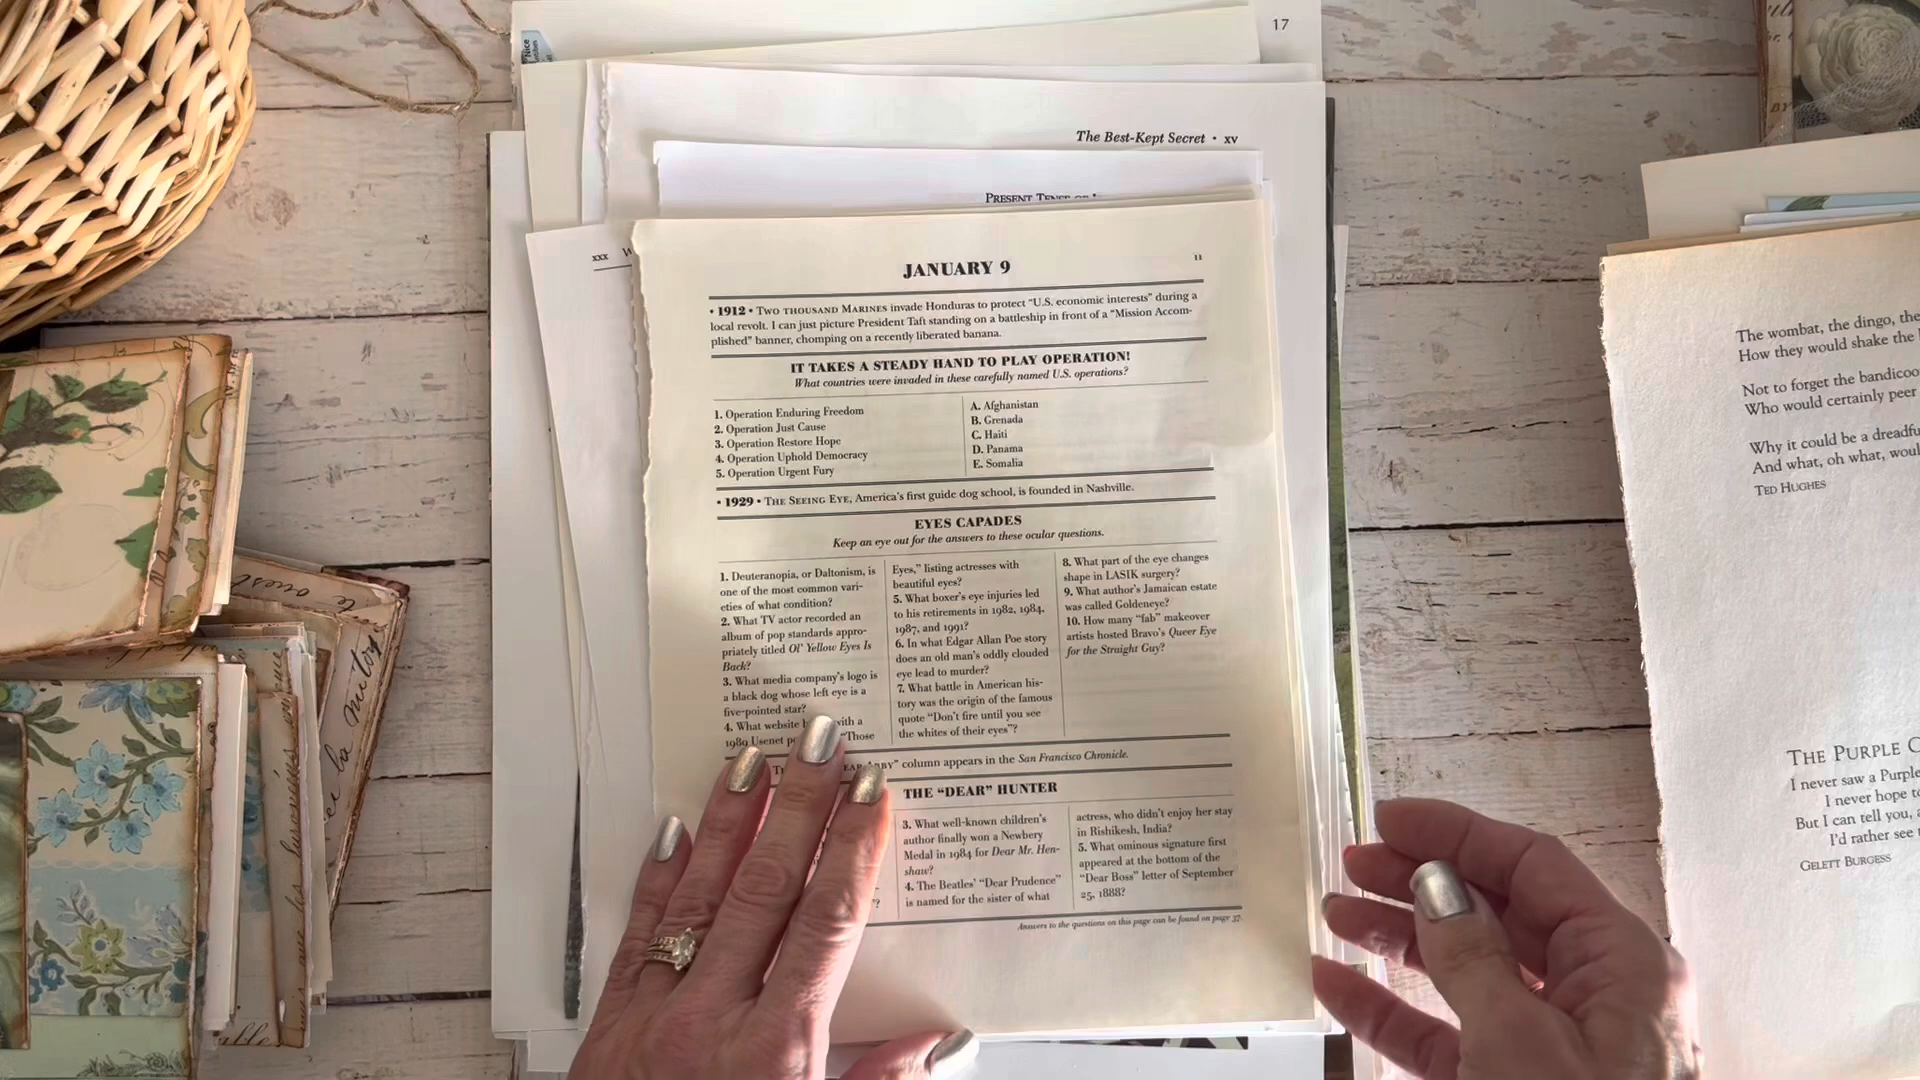 17
Nice
The Best-Kept Secret • xv
PRESENT TENSE OF
xxx W
JANUARY 9
11
• 1912 • TWO THOUSAND MARINES invade Honduras to protect “U.S. economic interests” during a
local revolt. I can just picture President Taft standing on a battleship in front of a “Mission Accom-
plished” banner, chomping on a recently liberated banana.
IT TAKES A STEADY HAND TO PLAY OPERATION!
What countries were invaded in these carefully named U.S. operations?
1. Operation Enduring Freedom
2. Operation Just Cause
3. Operation Restore Hope
4. Operation Uphold Democracy
5. Operation Urgent Fury
A. Afghanistan
B. Grenada
C. Haiti
D. Panama
E. Somalia
• 1929 • THE SEEING EYE, America's first guide dog school, is founded in Nashville.
EYES CAPADES
Keep an eye out for the answers to these ocular questions.
1. Deuteranopia, or Daltonism, is
one of the most common vari-
eties of what condition?
2. What TV actor recorded an
album of pop standards appro-
priately titled Ol' Yellow Eyes Is
Back?
3. What media company's logo is
a black dog whose left eye is a
five-pointed star?
4. What website with a
1989 Usenet “Those
Eyes,” listing actresses with
beautiful eyes?
5. What boxer's eye injuries led
to his retirements in 1982, 1984,
1987, and 1991?
6. In what Edgar Allan Poe story
does an old man's oddly clouded
eye lead to murder?
7. What battle in American his-
tory was the origin of the famous
quote “Don't fire until you see
the whites of their eyes”?
8. What part of the eye changes
shape in LASIK surgery?
9. What author's Jamaican estate
was called Goldeneye?
10. How many “fab” makeover
artists hosted Bravo's Queer Eye
for the Straight Guy?
column appears in the San Francisco Chronicle.
THE “DEAR” HUNTER
?
3. What well-known children's
author finally won a Newbery
Medal in 1984 for Dear Mr. Hen-
shaw?
4. The Beatles' “Dear Prudence”
is named for the sister of what
actress, who didn't enjoy her stay
in Rishikesh, India?
5. What ominous signature first
appeared at the bottom of the
“Dear Boss” letter of September
25, 1888?
Answers to the questions on this page can be found on page 37.
The wombat, the dingo, the
How they would shake the
Not to forget the bandicoo
Who would certainly peer
Why it could be a dreadfu
And what, oh what, woul
TED HUGHES
THE PURPLE C
I never saw a Purple
I never hope to
But I can tell you, a
I'd rather see
GELETT BURGESS